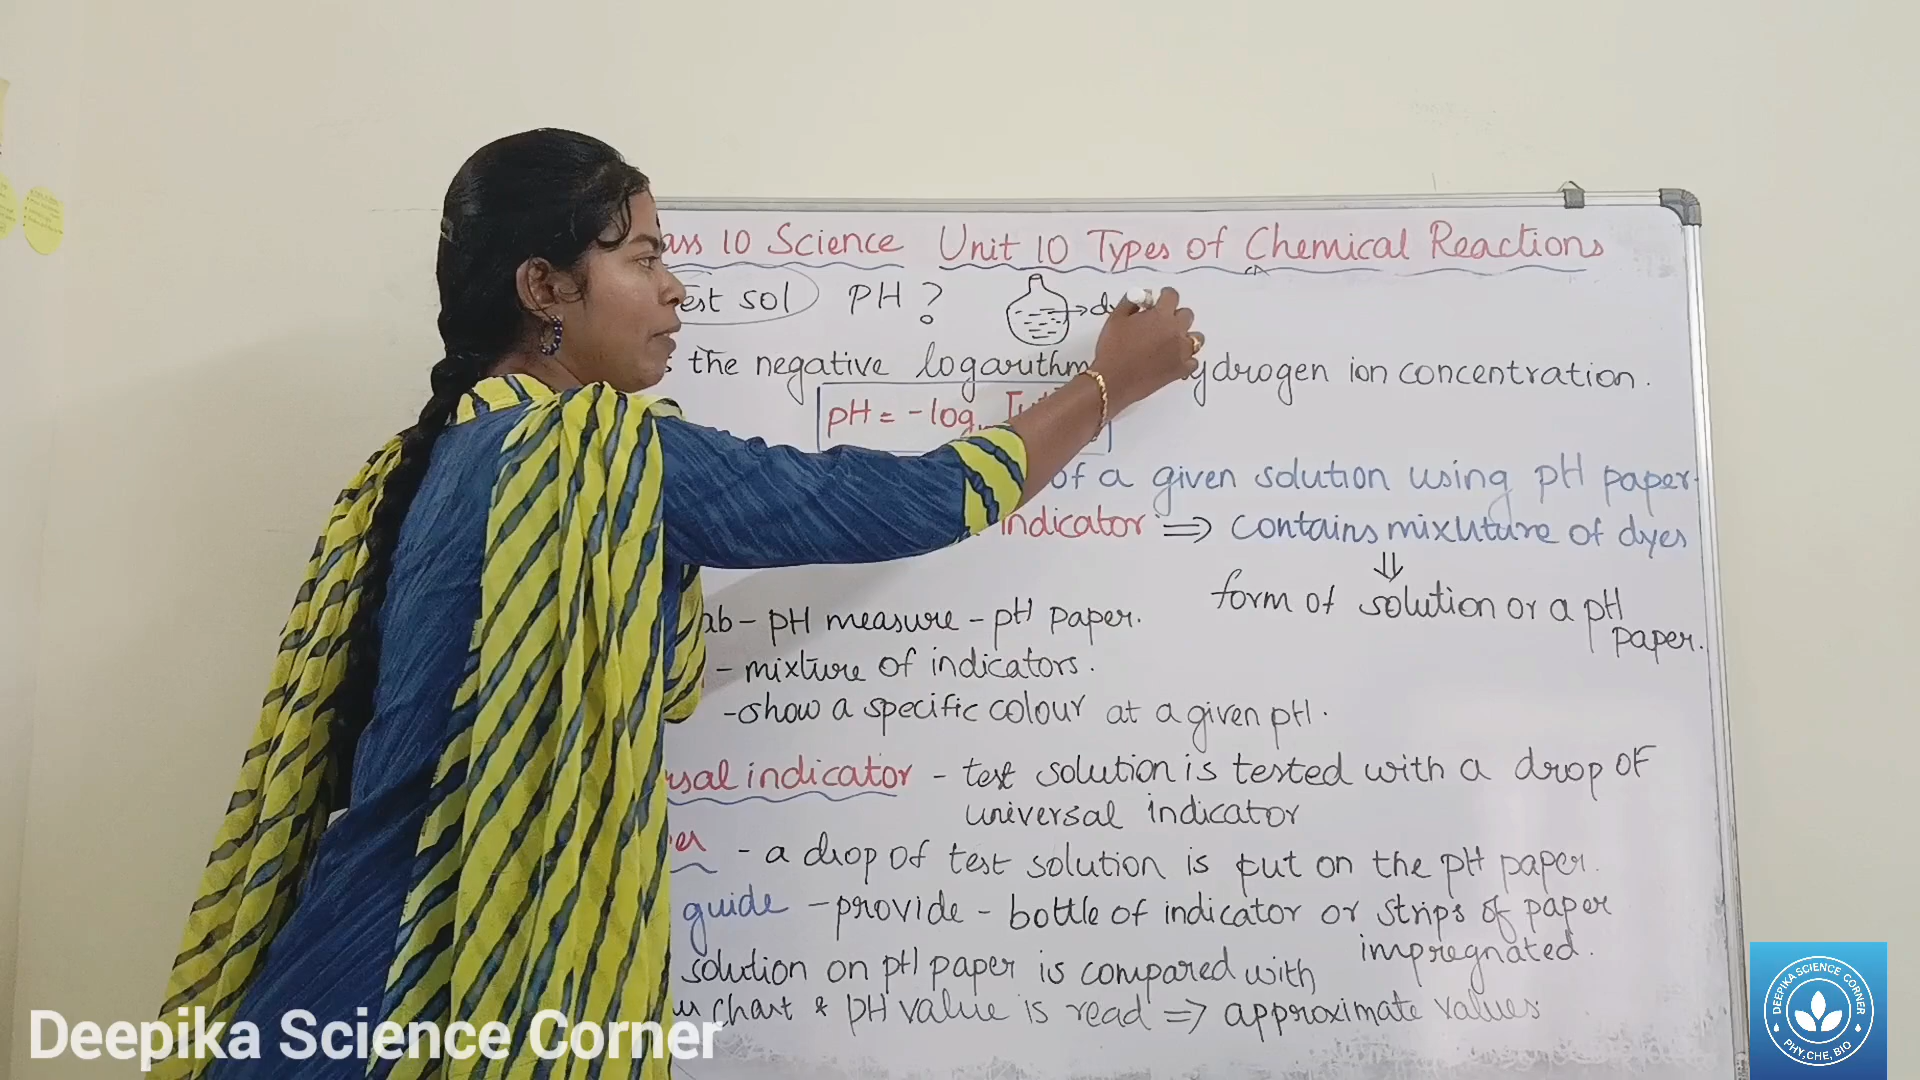 ass 10 Science Unit 10 Types of Chemical Reactions
est sol PH ?
the negative logarithm ydrogen ion concentration.
pH = -log
of a given solution using pH paper.
indicator ⇒ contains mixuture of dyes
⇓
form of solution or a pH
paper.
ab - pH measure - pH paper.
- mixture of indicators.
- show a specific colour at a given pH.
sal indicator - test solution is tested with a drop of
universal indicator
er - a drop of test solution is put on the pH paper.
guide - provide - bottle of indicator or strips of paper
impregnated.
solution on pH paper is compared with
ur chart & pH value is read ⇒ approximate values.
Deepika Science Corner
DEEPIKA SCIENCE CORNER
PHY, CHE, BIO